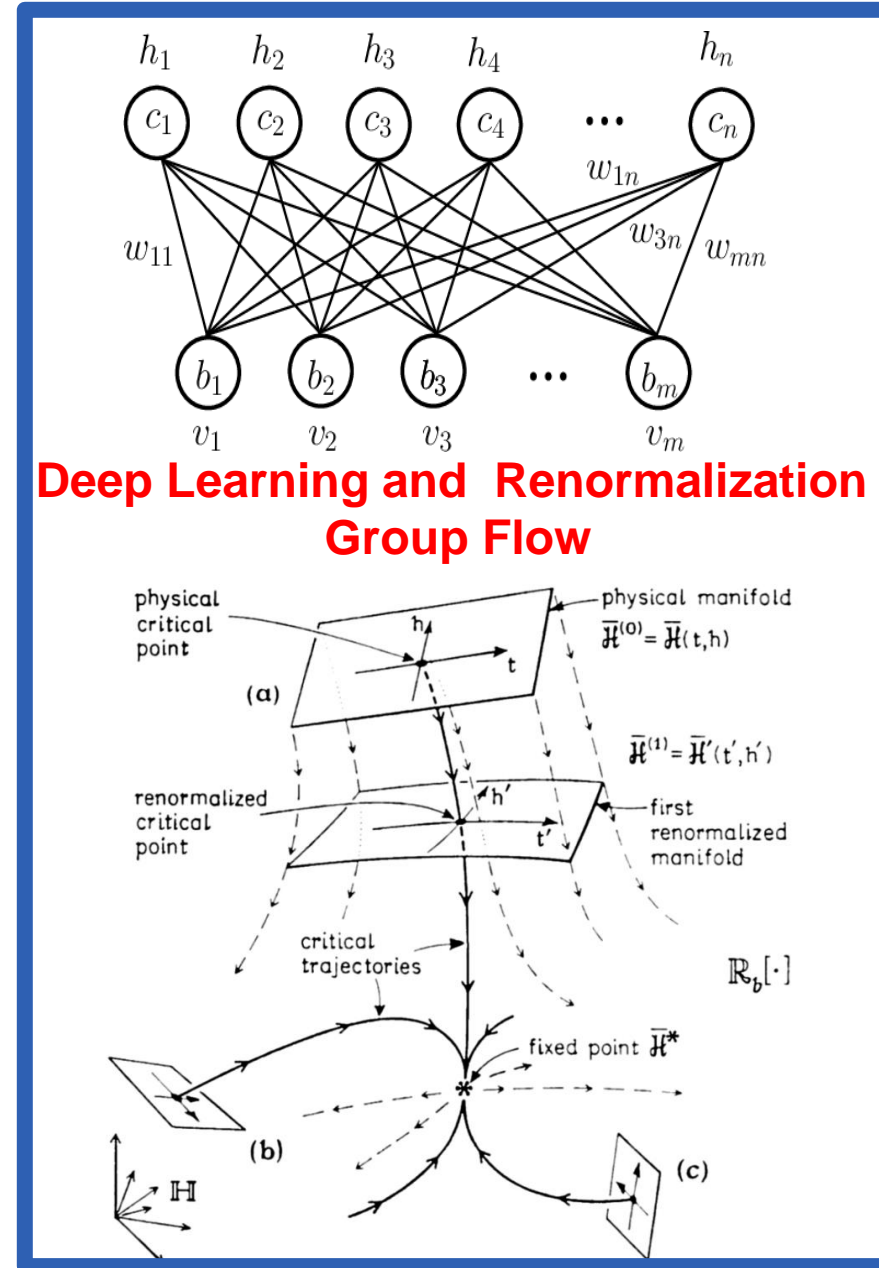 h₁ h₂ h₃ h₄ hₙ
c₁ c₂ c₃ c₄ ••• cₙ
w₁ₙ
w₁₁ w₃ₙ wₘₙ
b₁ b₂ b₃ ••• bₘ
v₁ v₂ v₃ vₘ
Deep Learning and Renormalization
Group Flow
physical
critical
point
h
t
(a)
physical manifold
ℋ̅⁽⁰⁾ = ℋ̅(t,h)
ℋ̅⁽¹⁾ = ℋ̅'(t',h')
renormalized
critical
point
h'
t'
first
renormalized
manifold
critical
trajectories
ℝ_b[·]
fixed point ℋ̅*
*
(b)
(c)
ℍ